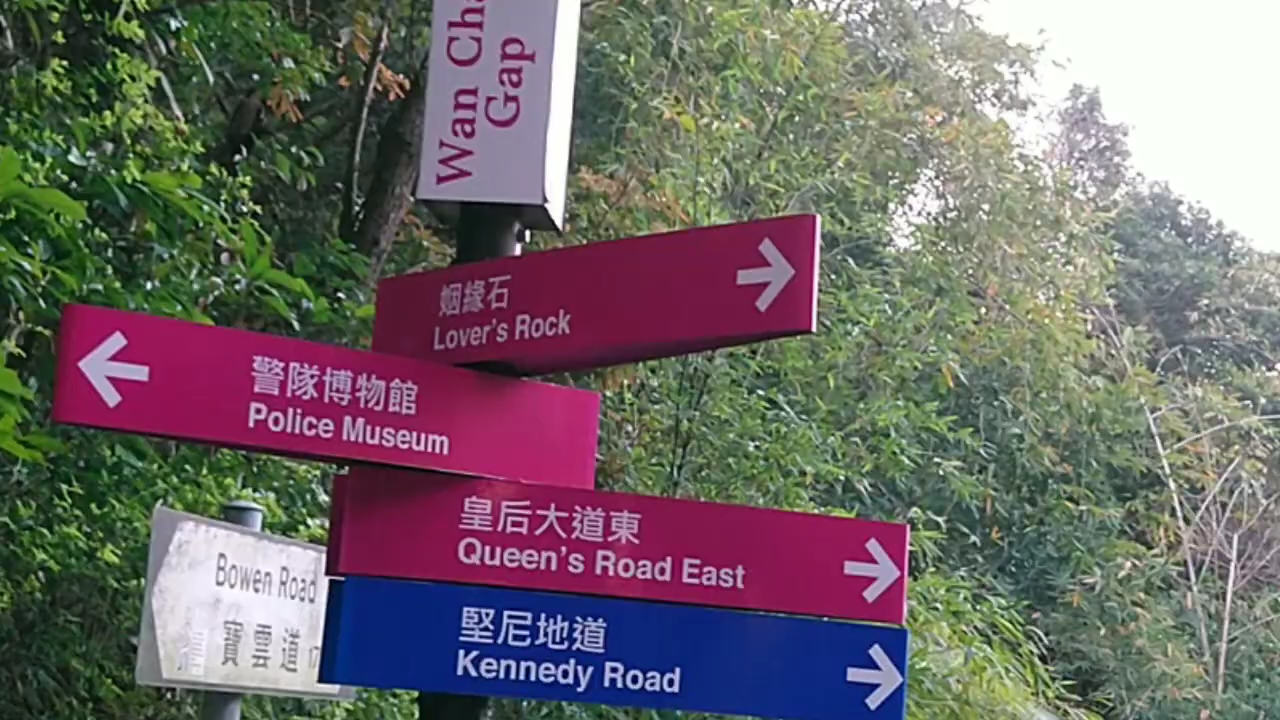 Wan Cha
Gap
姻緣石
Lover's Rock
警隊博物館
Police Museum
皇后大道東
Queen's Road East
堅尼地道
Kennedy Road
Bowen Road
寶雲道